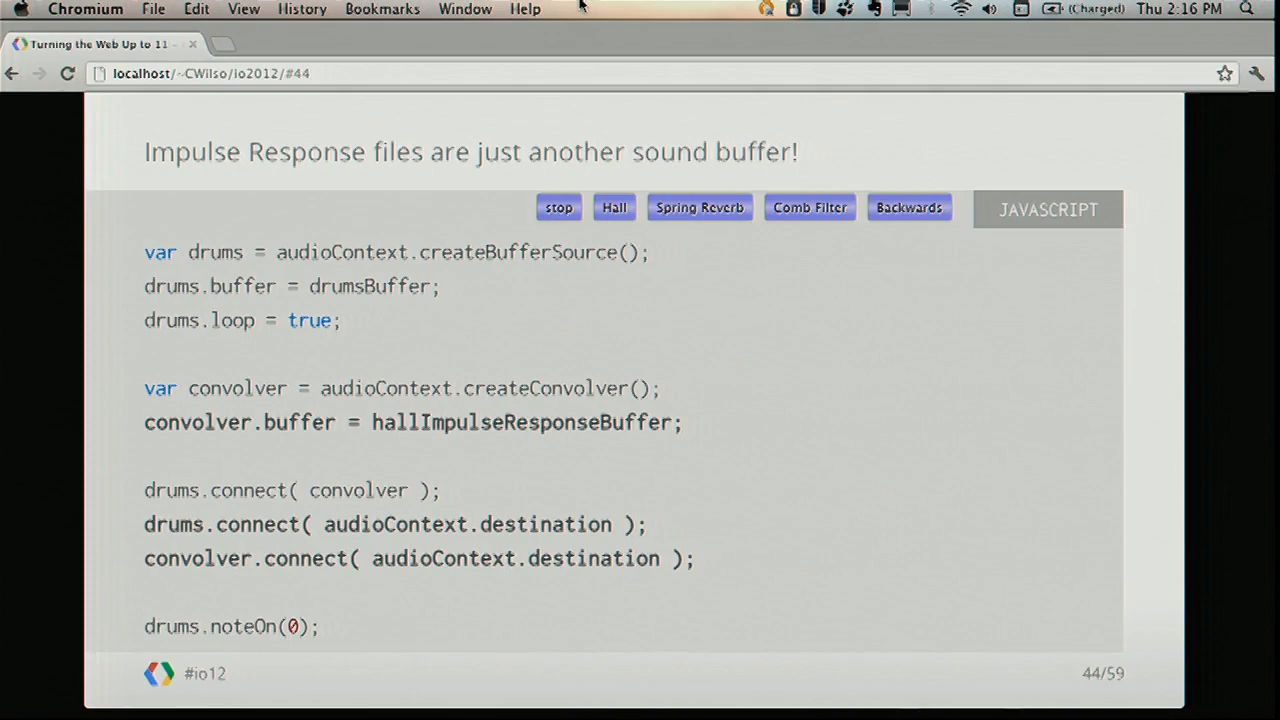 Chromium File Edit View History Bookmarks Window Help (Charged) Thu 2:16 PM
Turning the Web Up to 11 -
localhost/~CWilso/io2012/#44
Impulse Response files are just another sound buffer!
stop Hall Spring Reverb Comb Filter Backwards JAVASCRIPT
var drums = audioContext.createBufferSource();
drums.buffer = drumsBuffer;
drums.loop = true;
var convolver = audioContext.createConvolver();
convolver.buffer = hallImpulseResponseBuffer;
drums.connect( convolver );
drums.connect( audioContext.destination );
convolver.connect( audioContext.destination );
drums.noteOn(0);
#io12 44/59